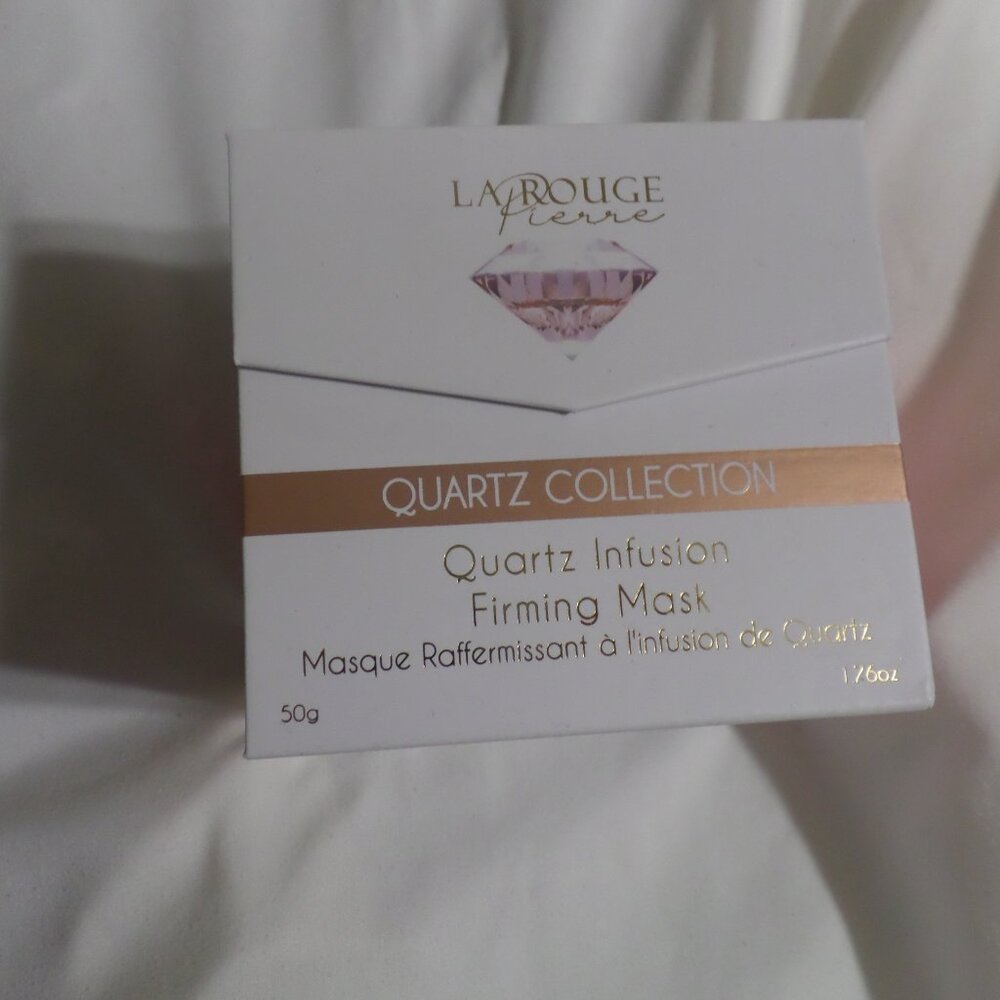 LA ROUGE
Pierre
QUARTZ COLLECTION
Quartz Infusion
Firming Mask
Masque Raffermissant à l'infusion de Quartz
1.76oz
50g